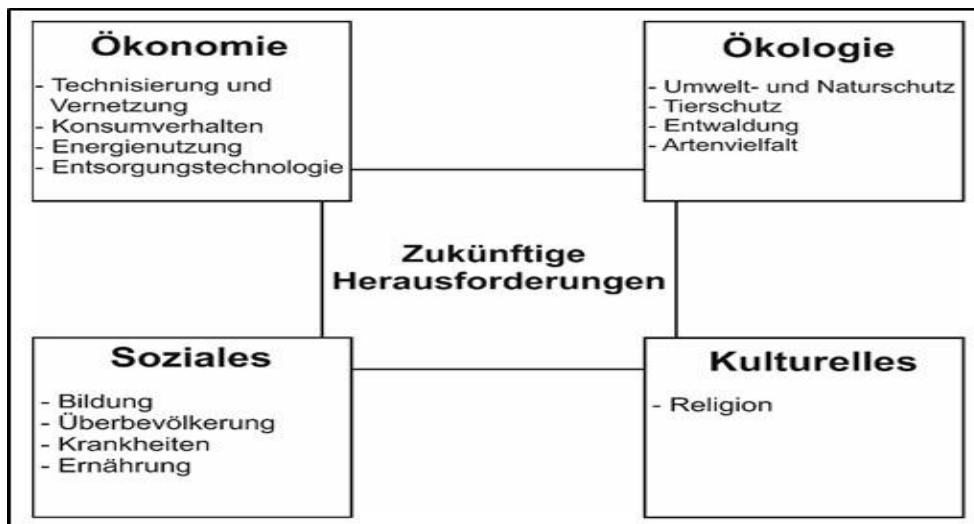 Ökonomie
- Technisierung und
Vernetzung
- Konsumverhalten
- Energienutzung
- Entsorgungstechnologie
Ökologie
- Umwelt- und Naturschutz
- Tierschutz
- Entwaldung
- Artenvielfalt
Zukünftige
Herausforderungen
Soziales
- Bildung
- Überbevölkerung
- Krankheiten
- Ernährung
Kulturelles
- Religion